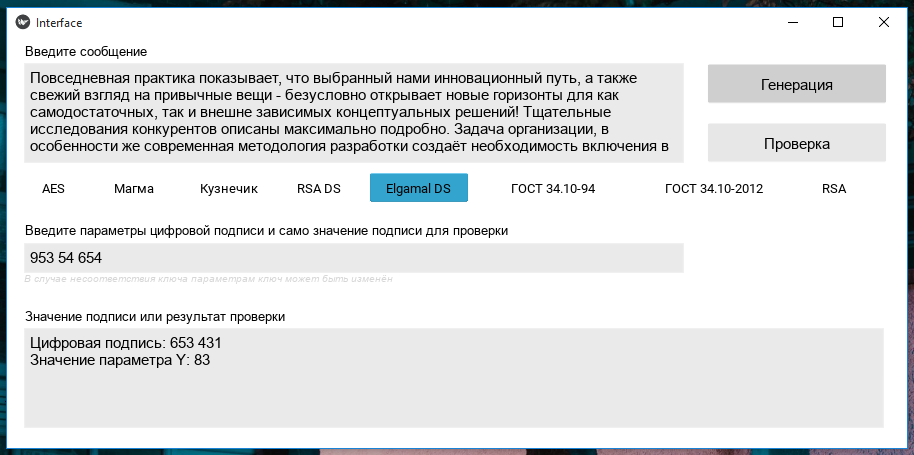 Interface
Введите сообщение
Повседневная практика показывает, что выбранный нами инновационный путь, а также
свежий взгляд на привычные вещи - безусловно открывает новые горизонты для как
самодостаточных, так и внешне зависимых концептуальных решений! Тщательные
исследования конкурентов описаны максимально подробно. Задача организации, в
особенности же современная методология разработки создаёт необходимость включения в
Генерация
Проверка
AES Магма Кузнечик RSA DS Elgamal DS ГОСТ 34.10-94 ГОСТ 34.10-2012 RSA
Введите параметры цифровой подписи и само значение подписи для проверки
953 54 654
В случае несоответствия ключа параметрам ключ может быть изменён
Значение подписи или результат проверки
Цифровая подпись: 653 431
Значение параметра Y: 83